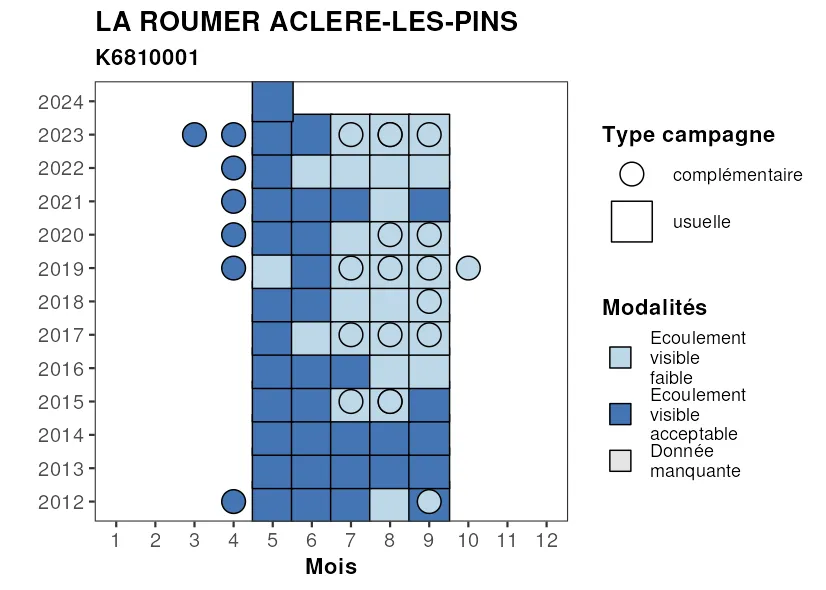 LA ROUMER ACLERE-LES-PINS
K6810001
2024
2023
2022
2021
2020
2019
2018
2017
2016
2015
2014
2013
2012
1 2 3 4 5 6 7 8 9 10 11 12
Mois
Type campagne
complémentaire
usuelle
Modalités
Ecoulement
visible
faible
Ecoulement
visible
acceptable
Donnée
manquante